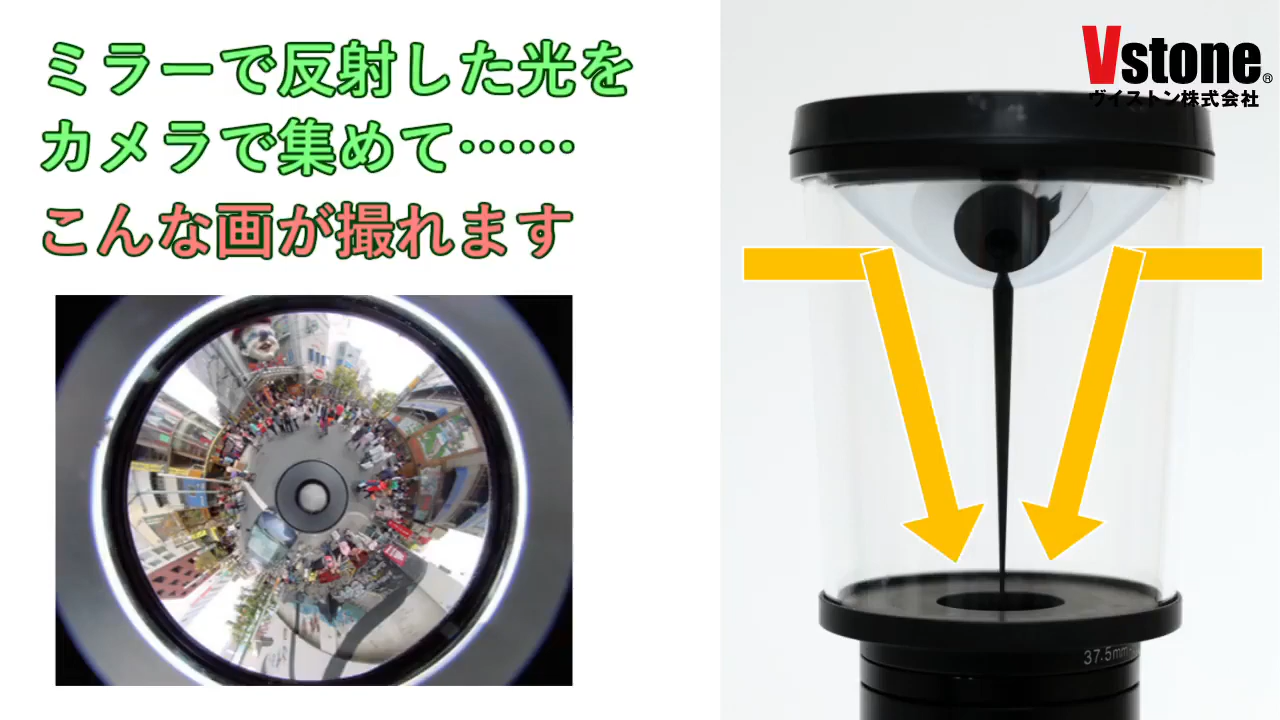 ミラーで反射した光を
カメラで集めて……
こんな画が撮れます
Vstone®
ヴイストン株式会社
37.5mm